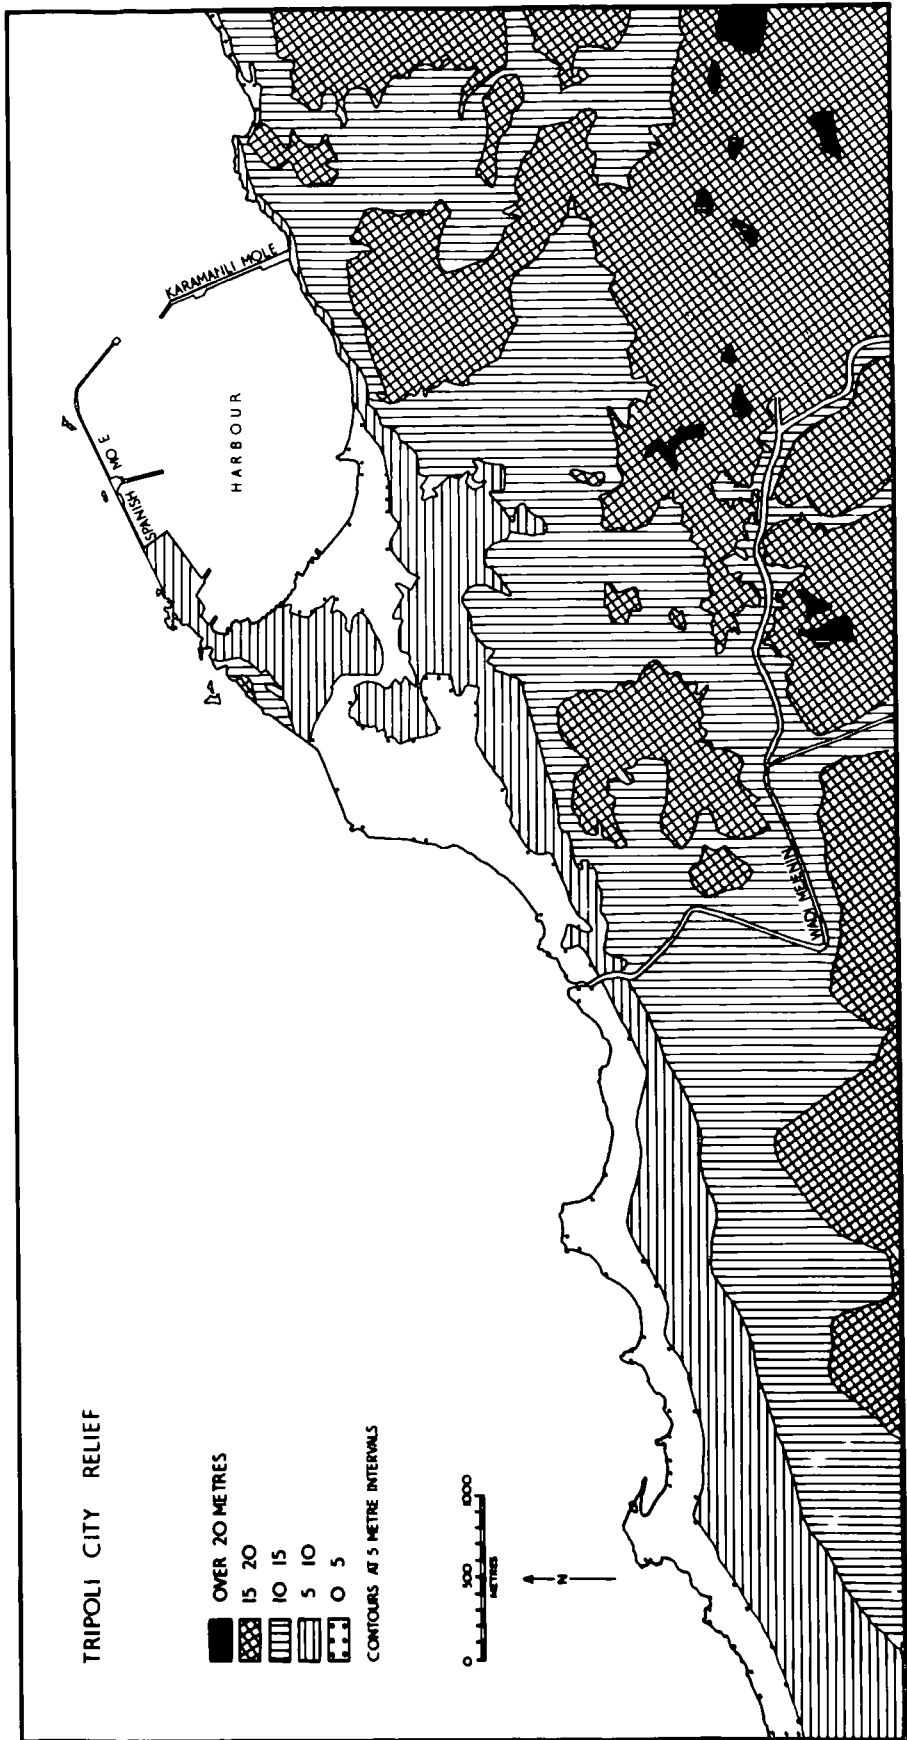 TRIPOLI CITY RELIEF
OVER 20 METRES
15 20
10 15
5 10
0 5
CONTOURS AT 5 METRE INTERVALS
0 500 1000
METRES
N
SPANISH MOLE
HARBOUR
KARAMANLI MOLE
WADI MEJENIN